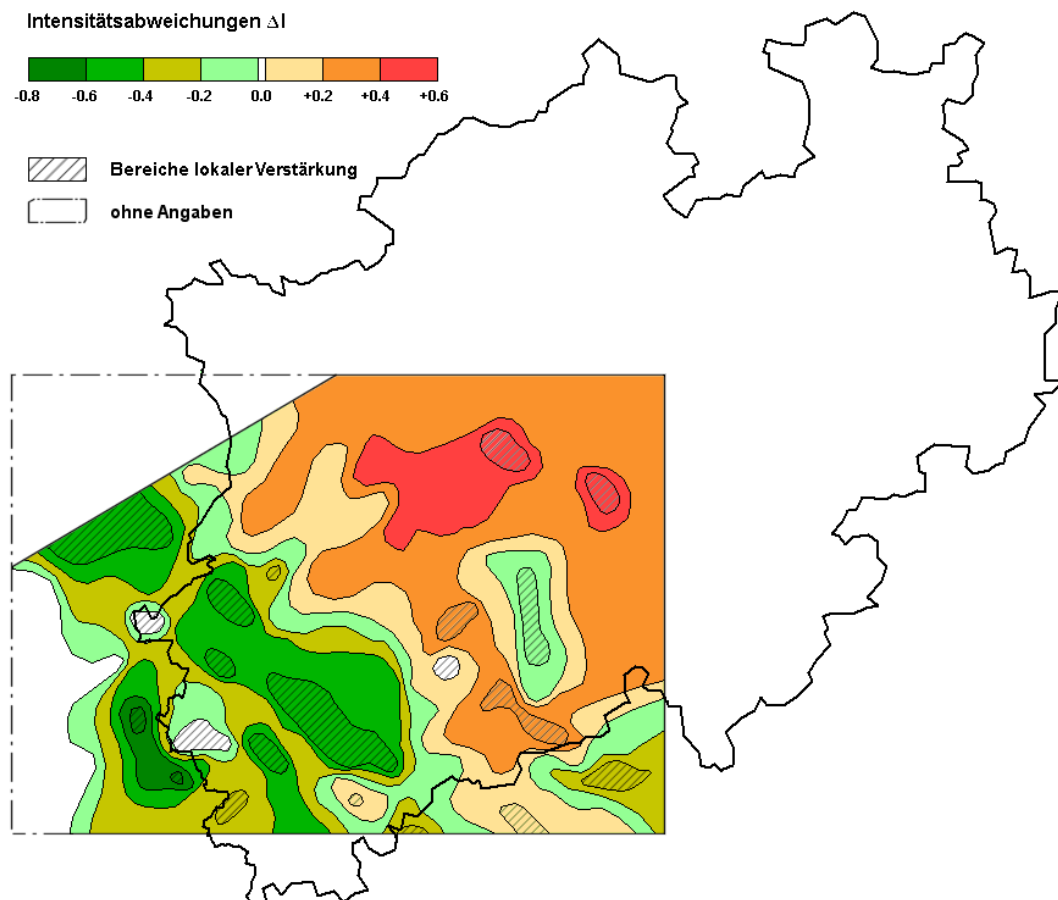 Intensitätsabweichungen ΔI
-0.8 -0.6 -0.4 -0.2 0.0 +0.2 +0.4 +0.6
Bereiche lokaler Verstärkung
ohne Angaben